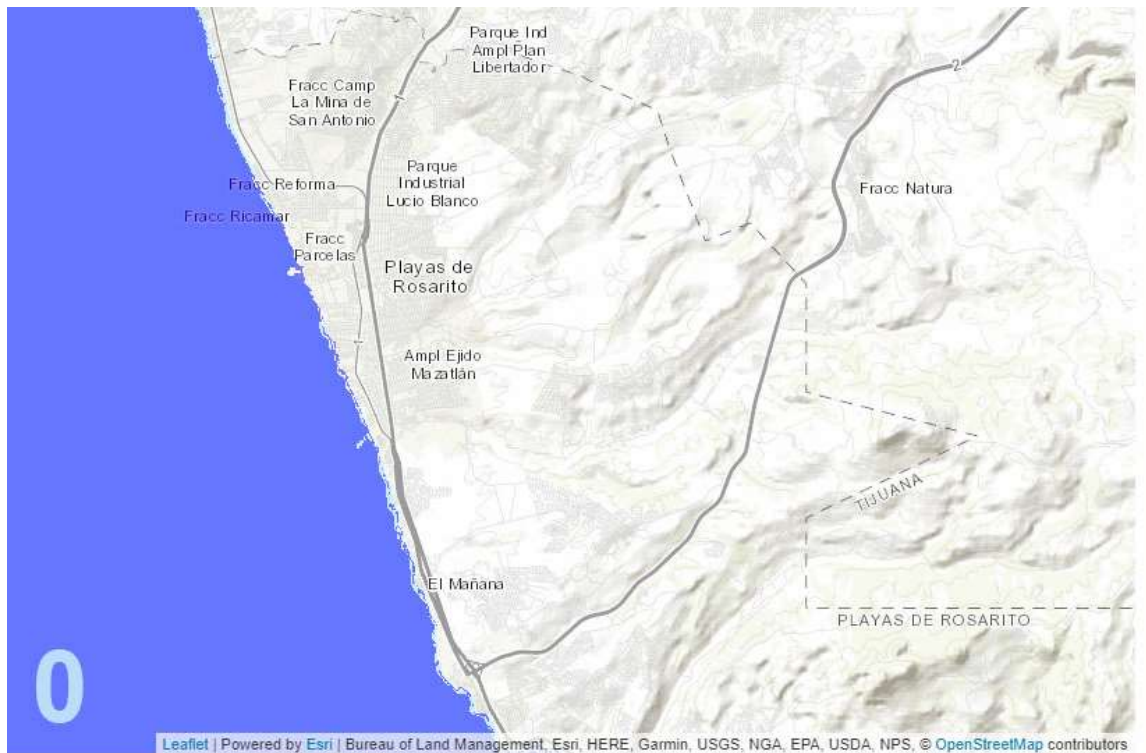 Parque Ind
Ampl Plan
Libertador
2
Fracc Camp
La Mina de
San Antonio
1
Parque
Industrial
Lucio Blanco
Fracc Reforma
Fracc Natura
Fracc Ricamar
Fracc
Parcelas
Playas de
Rosarito
1
Ampl Ejido
Mazatlán
TIJUANA
El Mañana
PLAYAS DE ROSARITO
0
Leaflet | Powered by Esri | Bureau of Land Management, Esri, HERE, Garmin, USGS, NGA, EPA, USDA, NPS, © OpenStreetMap contributors